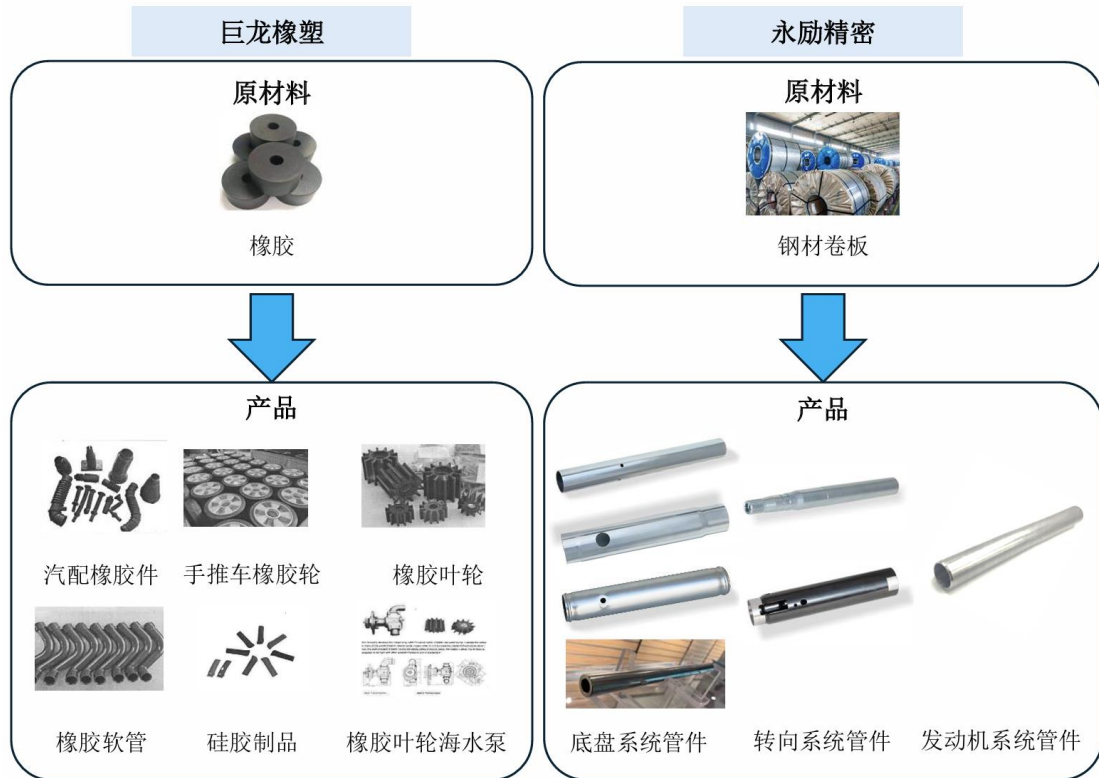 巨龙橡塑
永励精密
原材料
橡胶
原材料
钢材卷板
产品
汽配橡胶件
手推车橡胶轮
橡胶叶轮
橡胶软管
硅胶制品
橡胶叶轮海水泵
产品
底盘系统管件
转向系统管件
发动机系统管件